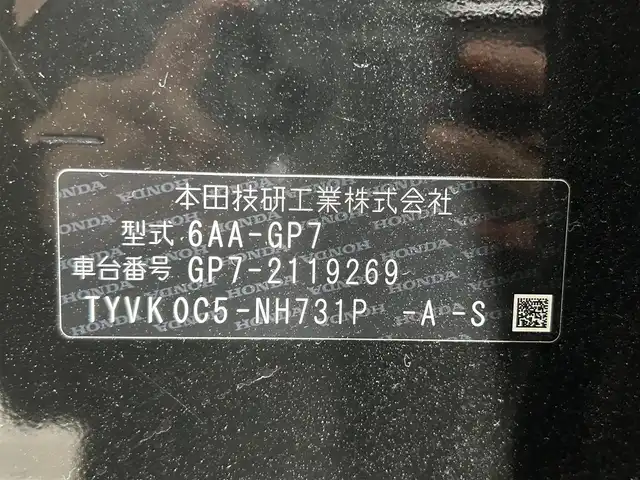 本田技研工業株式会社
型式 6AA-GP7
車台番号 GP7-2119269
TYVK0C5-NH731P -A-S